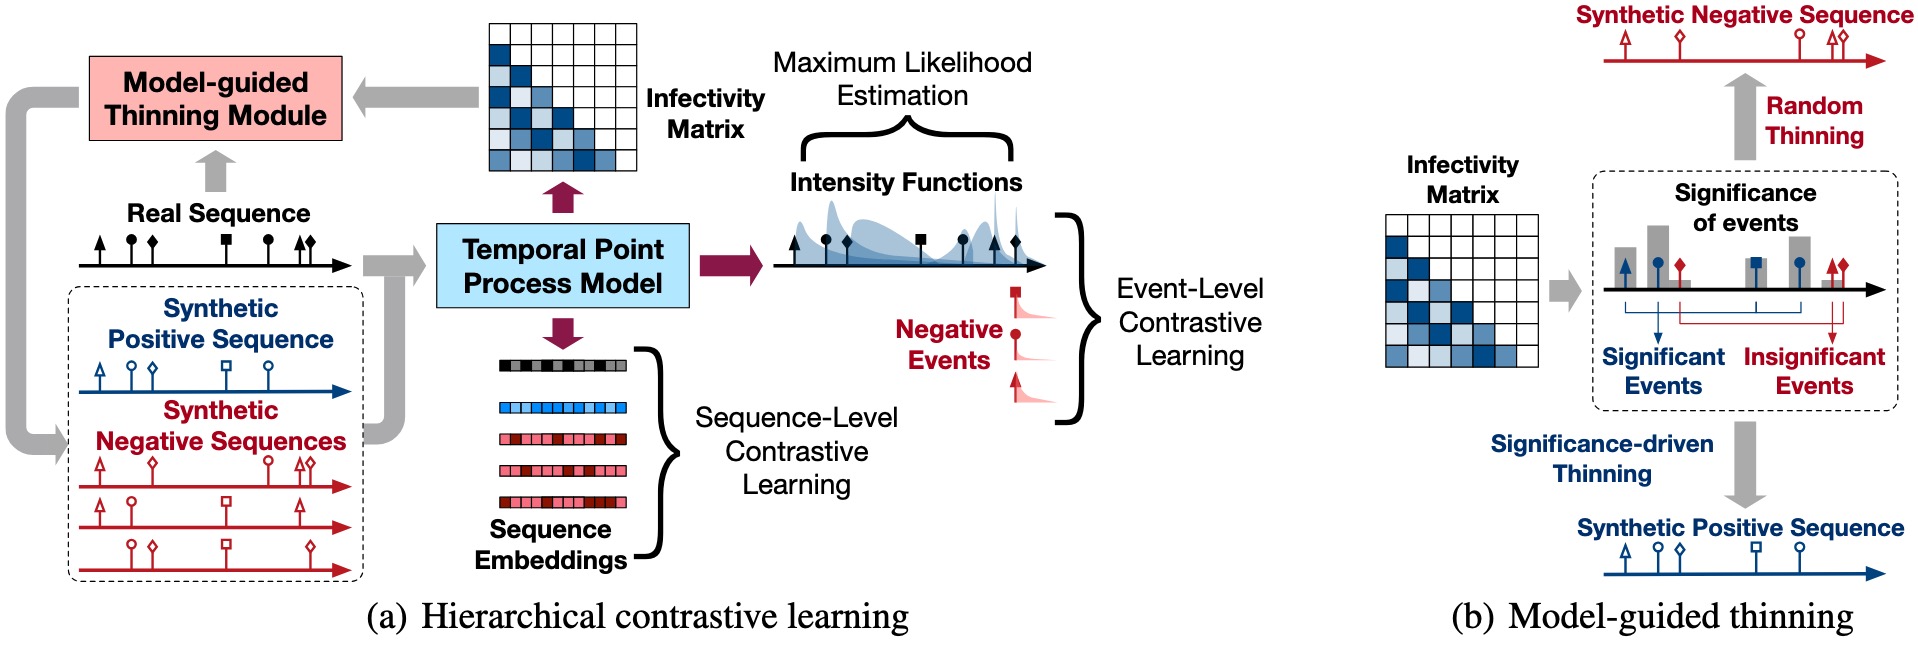 Model-guided
Thinning Module
Real Sequence
Synthetic
Positive Sequence
Synthetic
Negative Sequences
Infectivity
Matrix
Temporal Point
Process Model
Sequence
Embeddings
Maximum Likelihood
Estimation
Intensity Functions
Negative
Events
Event-Level
Contrastive
Learning
Sequence-Level
Contrastive
Learning
(a) Hierarchical contrastive learning
Synthetic Negative Sequence
Random
Thinning
Infectivity
Matrix
Significance
of events
Significant
Events
Insignificant
Events
Significance-driven
Thinning
Synthetic Positive Sequence
(b) Model-guided thinning